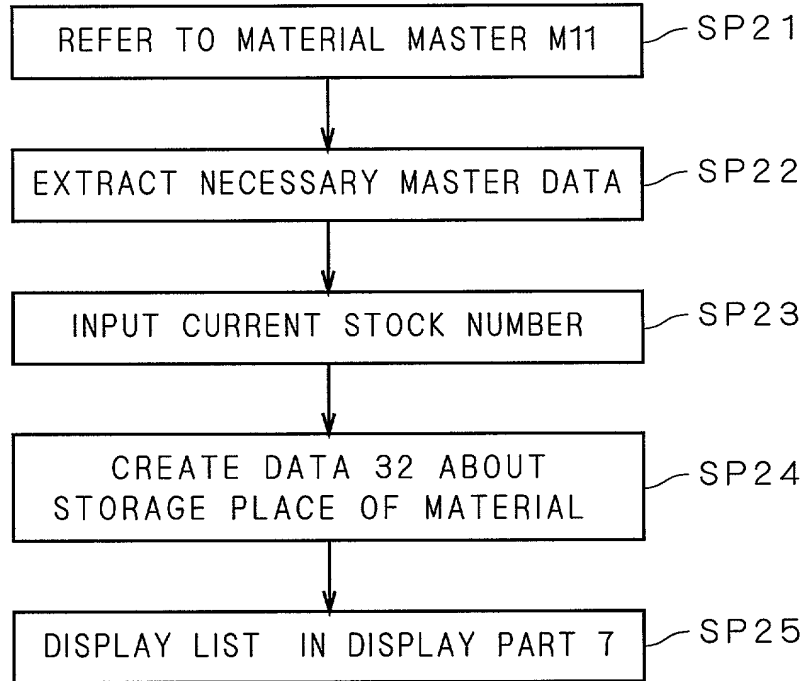 REFER TO MATERIAL MASTER M11
SP21
EXTRACT NECESSARY MASTER DATA
SP22
INPUT CURRENT STOCK NUMBER
SP23
CREATE DATA 32 ABOUT
STORAGE PLACE OF MATERIAL
SP24
DISPLAY LIST IN DISPLAY PART 7
SP25